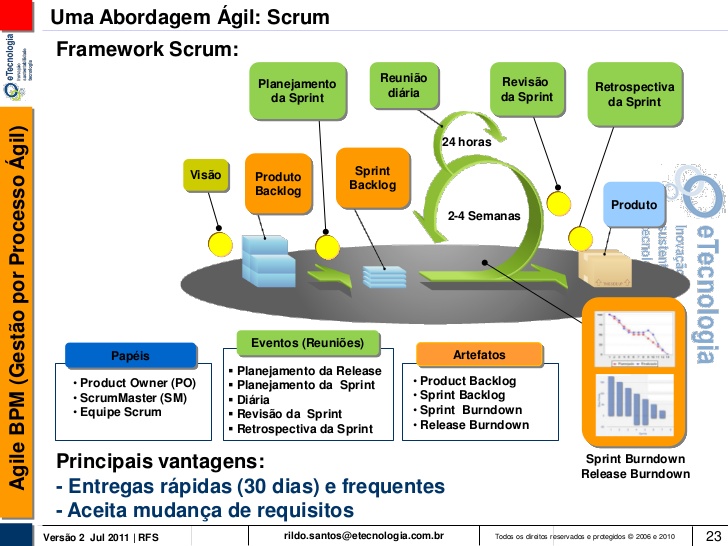 Uma Abordagem Ágil: Scrum
Framework Scrum:
eTecnologia
Agile BPM (Gestão por Processo Ágil)
Planejamento
da Sprint
Reunião
diária
Revisão
da Sprint
Retrospectiva
da Sprint
24 horas
Visão
Produto
Backlog
Sprint
Backlog
2-4 Semanas
Produto
eTecnologia
Inovação
Papéis
• Product Owner (PO)
• ScrumMaster (SM)
• Equipe Scrum
Eventos (Reuniões)
▪ Planejamento da Release
▪ Planejamento da Sprint
▪ Diária
▪ Revisão da Sprint
▪ Retrospectiva da Sprint
Artefatos
• Product Backlog
• Sprint Backlog
• Sprint Burndown
• Release Burndown
Sprint Burndown
Release Burndown
Principais vantagens:
- Entregas rápidas (30 dias) e frequentes
- Aceita mudança de requisitos
Versão 2 Jul 2011 | RFS
rildo.santos@etecnologia.com.br
Todos os direitos reservados e protegidos © 2006 e 2010
23